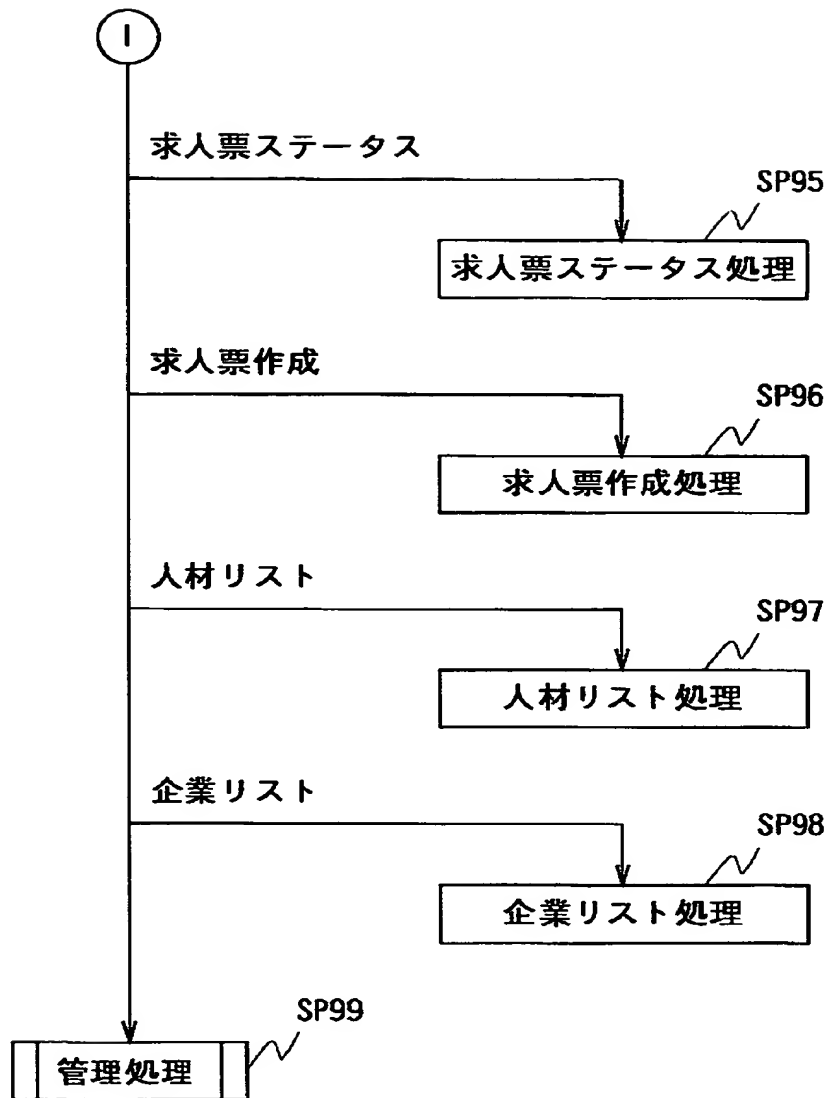 1
求人票ステータス
SP95
求人票ステータス処理
求人票作成
SP96
求人票作成処理
人材リスト
SP97
人材リスト処理
企業リスト
SP98
企業リスト処理
SP99
管理処理